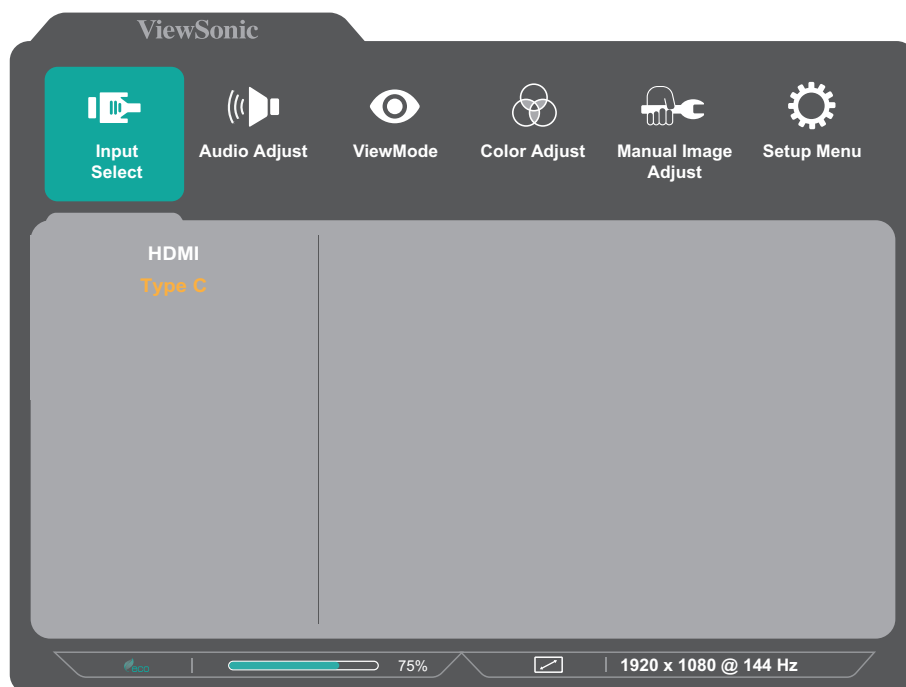 ViewSonic
Input
Select
Audio Adjust
ViewMode
Color Adjust
Manual Image
Adjust
Setup Menu
HDMI
Type C
eco
75%
1920 x 1080 @ 144 Hz